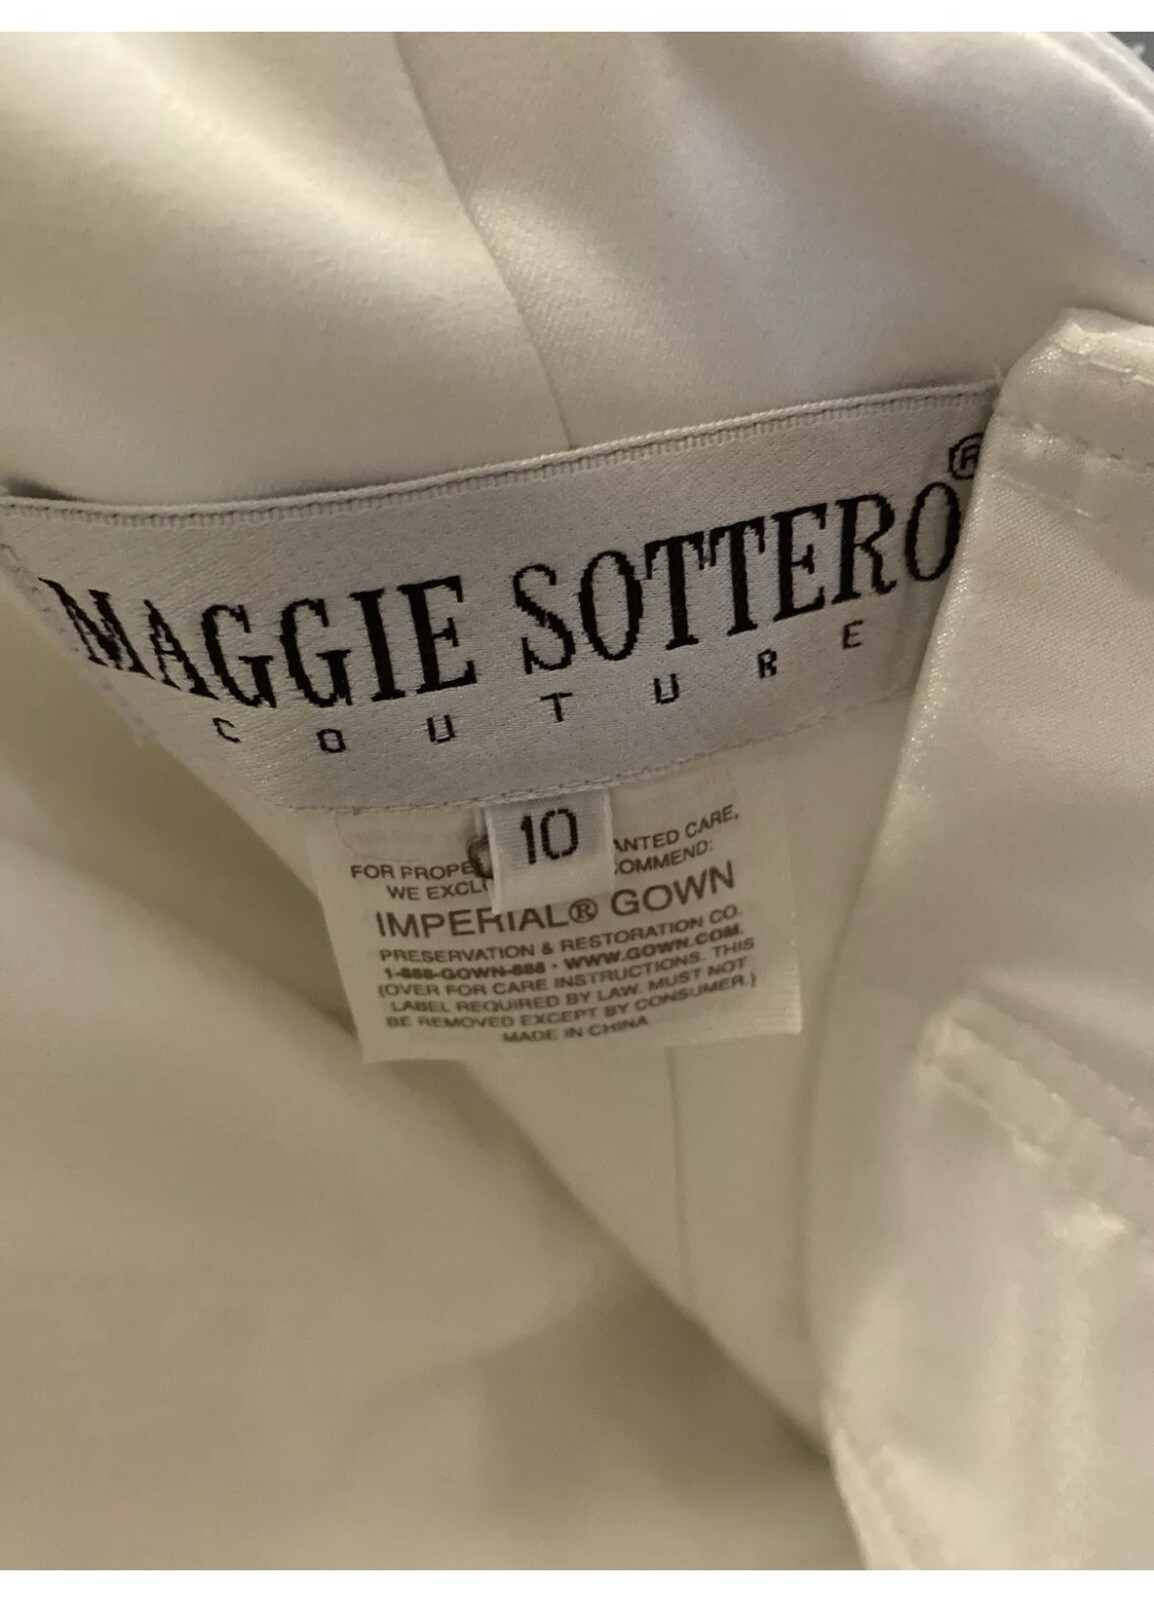 MAGGIE SOTTERO®
COUTURE
10
FOR PROPE ANTED CARE,
WE EXCLU OMMEND:
IMPERIAL® GOWN
PRESERVATION & RESTORATION CO.
1-888-GOWN-888 • WWW.GOWN.COM.
(OVER FOR CARE INSTRUCTIONS. THIS
LABEL REQUIRED BY LAW. MUST NOT
BE REMOVED EXCEPT BY CONSUMER.)
MADE IN CHINA